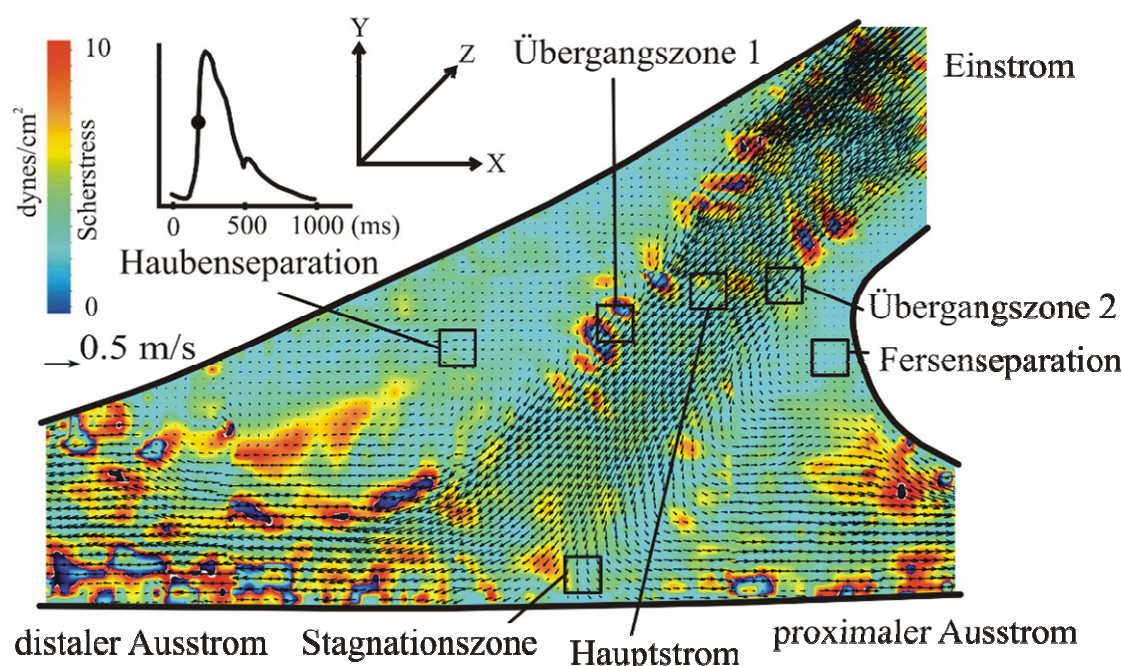 10
dynes/cm²
Scherstress
0
0.5 m/s
0 500 1000 (ms)
Y
Z
X
Übergangszone 1
Einstrom
Haubenseparation
Übergangszone 2
Fersenseparation
distaler Ausstrom
Stagnationszone
Hauptstrom
proximaler Ausstrom